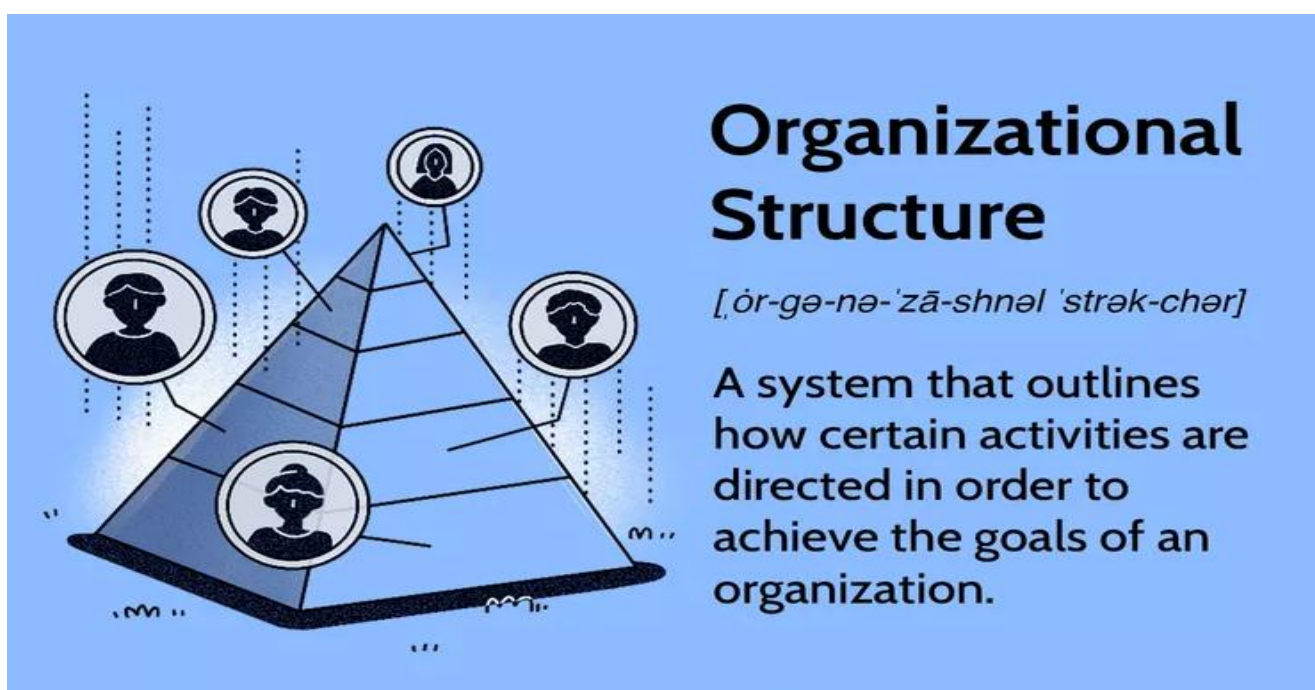 Organizational
Structure
[ˌȯr-gə-nə-ˈzā-shnəl ˈstrək-chər]
A system that outlines
how certain activities are
directed in order to
achieve the goals of an
organization.